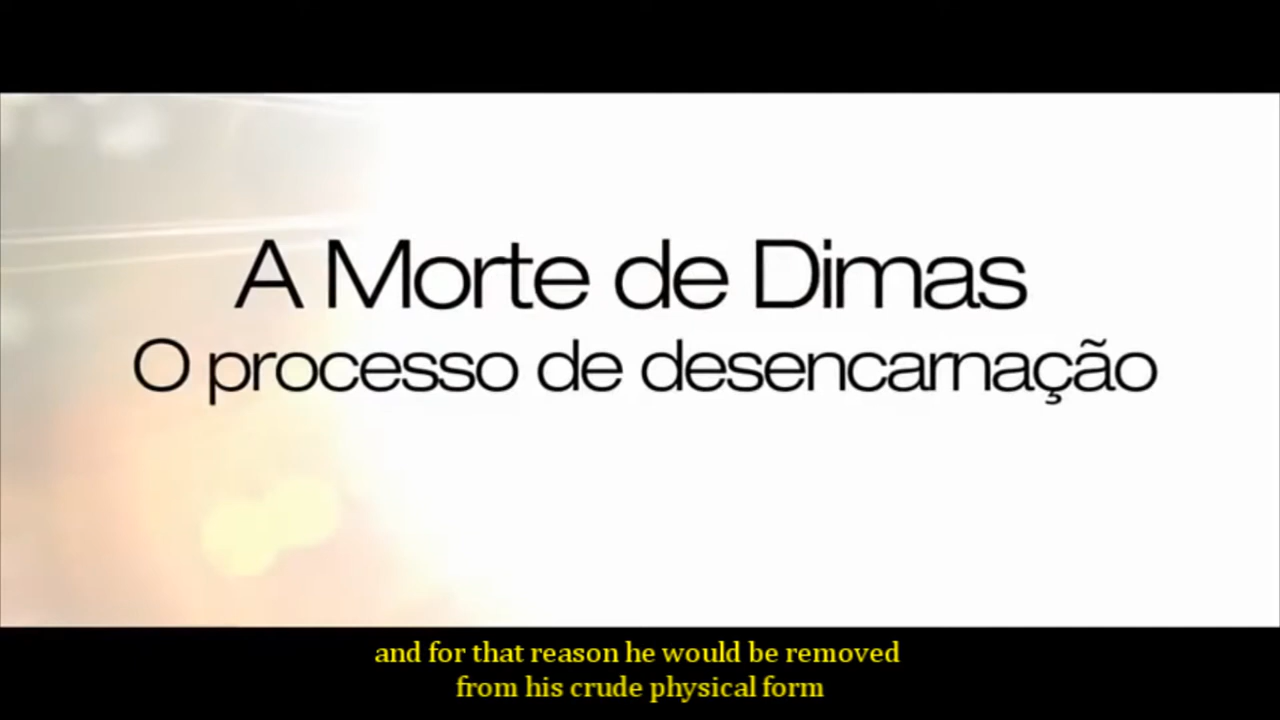 A Morte de Dimas
O processo de desencarnação
and for that reason he would be removed
from his crude physical form